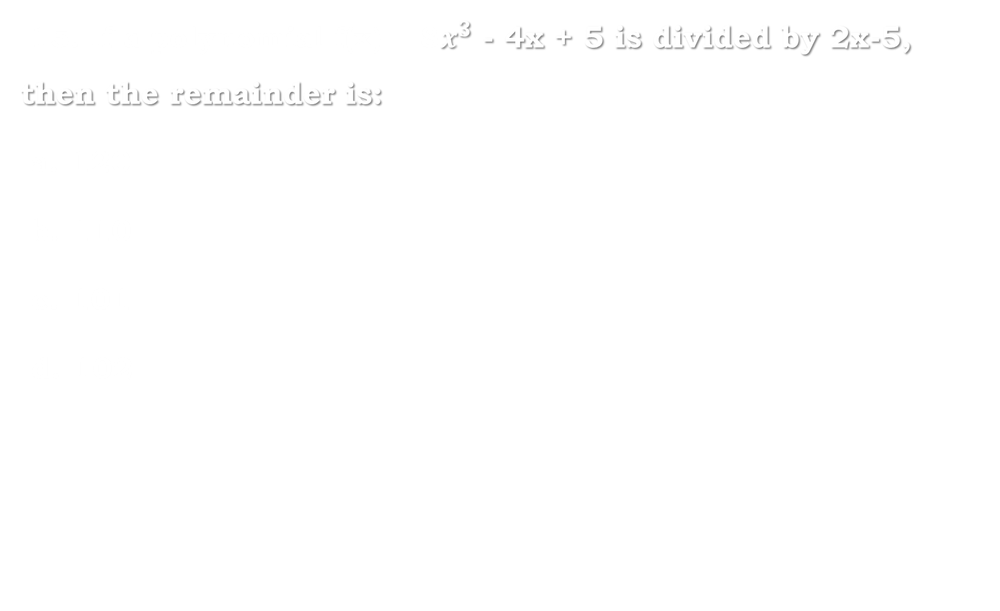 x³ - 4x + 5 is divided by 2x-5,
then the remainder is: